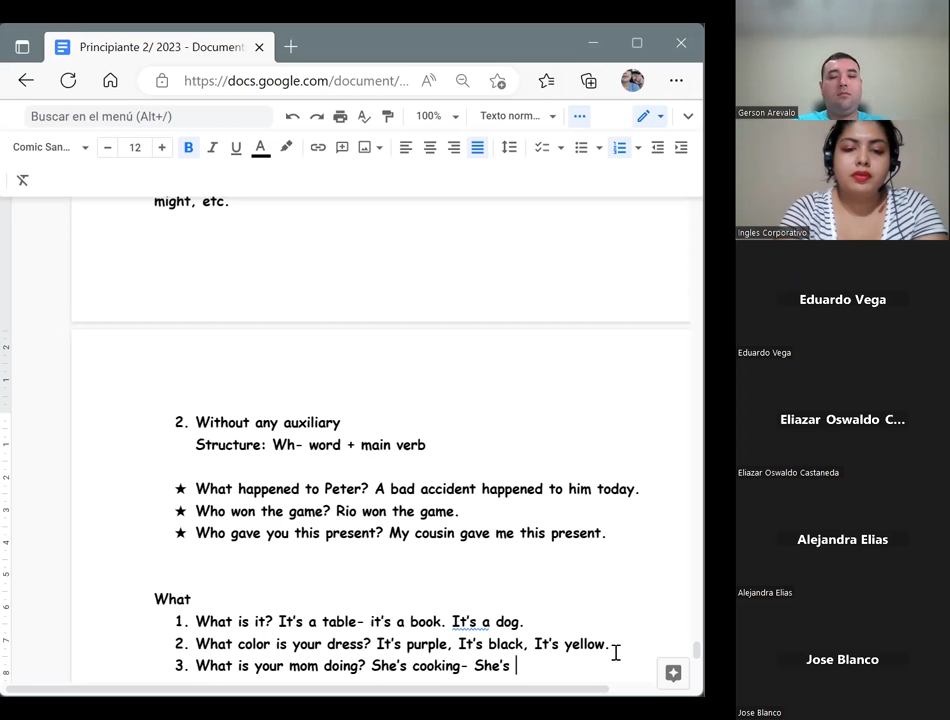 Principiante 2/ 2023 - Document
https://docs.google.com/document/...
Buscar en el menú (Alt+/)
100%
Texto norm...
Comic San...
12
might, etc.
2. Without any auxiliary
Structure: Wh- word + main verb
★ What happened to Peter? A bad accident happened to him today.
★ Who won the game? Rio won the game.
★ Who gave you this present? My cousin gave me this present.
What
1. What is it? It's a table- it's a book. It's a dog.
2. What color is your dress? It's purple, It's black, It's yellow.
3. What is your mom doing? She's cooking- She's
Gerson Arevalo
Ingles Corporativo
Eduardo Vega
Eduardo Vega
Eliazar Oswaldo C...
Eliazar Oswaldo Castaneda
Alejandra Elias
Alejandra Elias
Jose Blanco
Jose Blanco